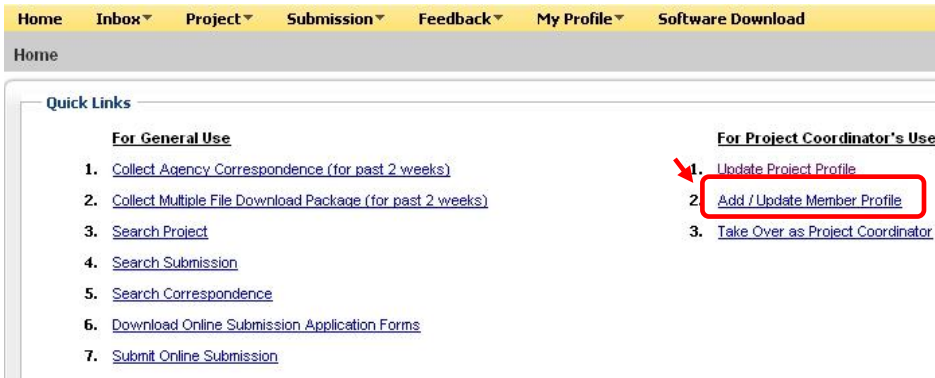 Home Inbox Project Submission Feedback My Profile Software Download
Home
Quick Links
For General Use
1. Collect Agency Correspondence (for past 2 weeks)
2. Collect Multiple File Download Package (for past 2 weeks)
3. Search Project
4. Search Submission
5. Search Correspondence
6. Download Online Submission Application Forms
7. Submit Online Submission
For Project Coordinator's Use
1. Update Project Profile
2. Add / Update Member Profile
3. Take Over as Project Coordinator